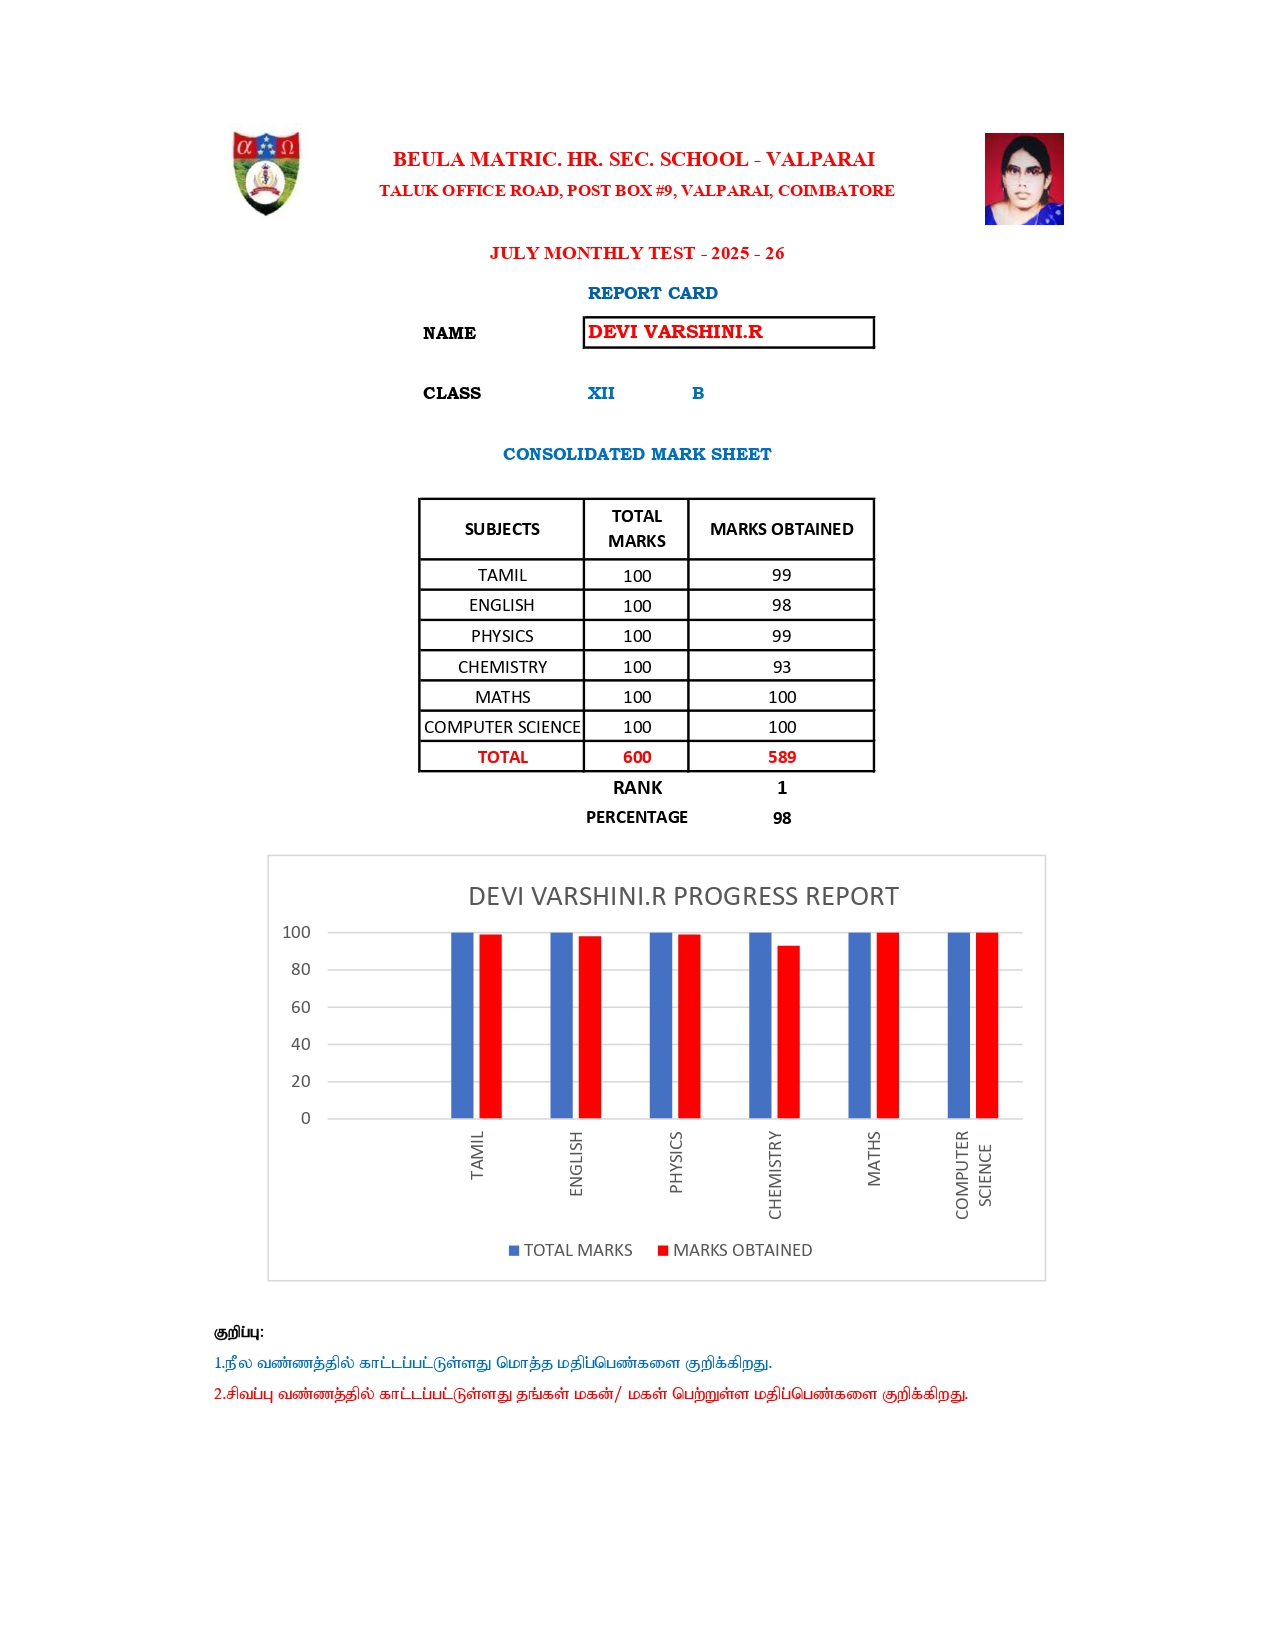 α Ω
BEULA MATRIC. HR. SEC. SCHOOL - VALPARAI
TALUK OFFICE ROAD, POST BOX #9, VALPARAI, COIMBATORE
JULY MONTHLY TEST - 2025 - 26
REPORT CARD
NAME DEVI VARSHINI.R
CLASS XII B
CONSOLIDATED MARK SHEET
SUBJECTS TOTAL MARKS MARKS OBTAINED
TAMIL 100 99
ENGLISH 100 98
PHYSICS 100 99
CHEMISTRY 100 93
MATHS 100 100
COMPUTER SCIENCE 100 100
TOTAL 600 589
RANK 1
PERCENTAGE 98
DEVI VARSHINI.R PROGRESS REPORT
100
80
60
40
20
0
TAMIL ENGLISH PHYSICS CHEMISTRY MATHS COMPUTER SCIENCE
TOTAL MARKS MARKS OBTAINED
குறிப்பு:
1.நீல வண்ணத்தில் காட்டப்பட்டுள்ளது மொத்த மதிப்பெண்களை குறிக்கிறது.
2.சிவப்பு வண்ணத்தில் காட்டப்பட்டுள்ளது தங்கள் மகன்/ மகள் பெற்றுள்ள மதிப்பெண்களை குறிக்கிறது.